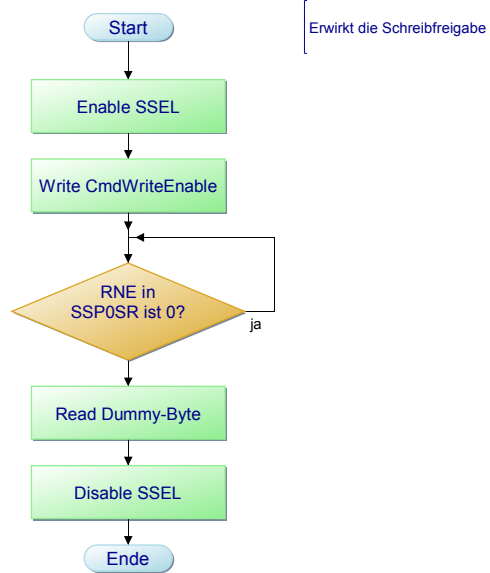 Start
Erwirkt die Schreibfreigabe
Enable SSEL
Write CmdWriteEnable
RNE in
SSP0SR ist 0?
ja
Read Dummy-Byte
Disable SSEL
Ende